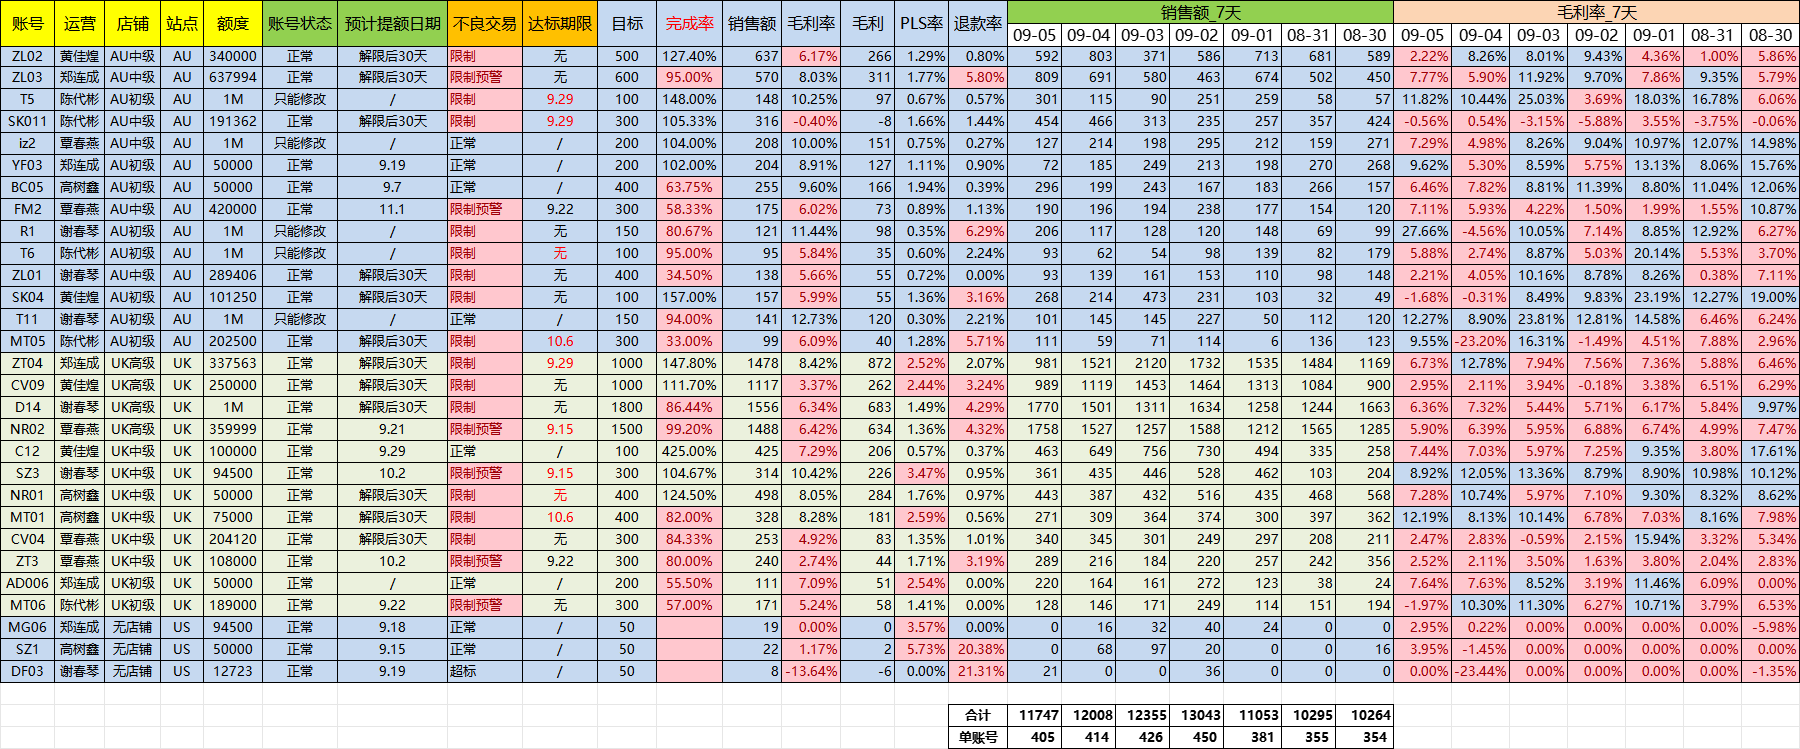 账号 运营 店铺 站点 额度 账号状态 预计提额日期 不良交易 达标期限 目标 完成率 销售额 毛利率 毛利 PLS率 退款率 销售额_7天 毛利率_7天
09-05 09-04 09-03 09-02 09-01 08-31 08-30 09-05 09-04 09-03 09-02 09-01 08-31 08-30
ZL02 黄佳煌 AU中级 AU 340000 正常 解限后30天 限制 无 500 127.40% 637 6.17% 266 1.29% 0.80% 592 803 371 586 713 681 589 2.22% 8.26% 8.01% 9.43% 4.36% 1.00% 5.86%
ZL03 郑连成 AU中级 AU 637994 正常 解限后30天 限制预警 无 600 95.00% 570 8.03% 311 1.77% 5.80% 809 691 580 463 674 502 450 7.77% 5.90% 11.92% 9.70% 7.86% 9.35% 5.79%
T5 陈代彬 AU初级 AU 1M 只能修改 / 限制 9.29 100 148.00% 148 10.25% 97 0.67% 0.57% 301 115 90 251 259 58 57 11.82% 10.44% 25.03% 3.69% 18.03% 16.78% 6.06%
SK011 陈代彬 AU中级 AU 191362 正常 解限后30天 限制 9.29 300 105.33% 316 -0.40% -8 1.66% 1.44% 454 466 313 235 257 357 424 -0.56% 0.54% -3.15% -5.88% 3.55% -3.75% -0.06%
iz2 覃春燕 AU中级 AU 1M 只能修改 / 正常 / 200 104.00% 208 10.00% 151 0.75% 0.27% 127 214 198 295 212 159 271 7.29% 4.98% 8.26% 9.04% 10.97% 12.07% 14.98%
YF03 郑连成 AU初级 AU 50000 正常 9.19 正常 / 200 102.00% 204 8.91% 127 1.11% 0.90% 72 185 249 213 198 270 268 9.62% 5.30% 8.59% 5.75% 13.13% 8.06% 15.76%
BC05 高树鑫 AU初级 AU 50000 正常 9.7 正常 / 400 63.75% 255 9.60% 166 1.94% 0.39% 296 199 243 167 183 266 157 6.46% 7.82% 8.81% 11.39% 8.80% 11.04% 12.06%
FM2 覃春燕 AU中级 AU 420000 正常 11.1 限制预警 9.22 300 58.33% 175 6.02% 73 0.89% 1.13% 190 196 194 238 177 154 120 7.11% 5.93% 4.22% 1.50% 1.99% 1.55% 10.87%
R1 覃春燕 AU初级 AU 1M 只能修改 / 限制 无 150 80.67% 121 11.44% 98 0.35% 6.29% 206 117 128 120 148 69 99 27.66% -4.56% 10.05% 7.14% 8.85% 12.92% 6.27%
T6 陈代彬 AU初级 AU 1M 只能修改 / 限制 无 100 95.00% 95 5.84% 35 0.60% 2.24% 93 62 54 98 139 82 179 5.88% 2.74% 8.87% 5.03% 20.14% 5.53% 3.70%
ZL01 谢春琴 AU中级 AU 289406 正常 解限后30天 限制 无 400 34.50% 138 5.66% 55 0.72% 0.00% 93 139 161 153 110 98 148 2.21% 4.05% 10.16% 8.78% 8.26% 0.38% 7.11%
SK04 黄佳煌 AU初级 AU 101250 正常 解限后30天 限制 无 100 157.00% 157 5.99% 55 1.36% 3.16% 268 214 473 231 103 32 49 -1.68% -0.31% 8.49% 9.83% 23.19% 12.27% 19.00%
T11 谢春琴 AU初级 AU 1M 只能修改 / 正常 / 150 94.00% 141 12.73% 120 0.30% 2.21% 101 145 145 227 50 112 120 12.27% 8.90% 23.81% 12.81% 14.58% 6.46% 6.24%
MT05 陈代彬 AU初级 AU 202500 正常 解限后30天 限制 10.6 300 33.00% 99 6.09% 40 1.28% 5.71% 111 59 71 114 6 136 123 9.55% -23.20% 16.31% -1.49% 4.51% 7.88% 2.96%
ZT04 郑连成 UK高级 UK 337563 正常 解限后30天 限制 9.29 1000 147.80% 1478 8.42% 872 2.52% 2.07% 981 1521 2120 1732 1535 1484 1169 6.73% 12.78% 7.94% 7.56% 7.36% 5.88% 6.46%
CV09 黄佳煌 UK高级 UK 250000 正常 解限后30天 限制 无 1000 111.70% 1117 3.37% 262 2.44% 3.24% 989 1119 1453 1464 1313 1084 900 2.95% 2.11% 3.94% -0.18% 3.38% 6.51% 6.29%
D14 谢春琴 UK高级 UK 1M 正常 解限后30天 限制 无 1800 86.44% 1556 6.34% 683 1.49% 4.29% 1770 1501 1311 1634 1258 1244 1663 6.36% 7.32% 5.44% 5.71% 6.17% 5.84% 9.97%
NR02 覃春燕 UK高级 UK 359999 正常 9.21 限制预警 9.15 1500 99.20% 1488 6.42% 634 1.36% 4.32% 1758 1527 1257 1588 1212 1565 1285 5.90% 6.39% 5.95% 6.88% 6.74% 4.99% 7.47%
C12 黄佳煌 UK中级 UK 100000 正常 9.29 正常 / 100 425.00% 425 7.29% 206 0.57% 0.37% 463 649 756 730 494 335 258 7.44% 7.03% 5.97% 7.25% 9.35% 3.80% 17.61%
SZ3 谢春琴 UK中级 UK 94500 正常 10.2 限制预警 9.15 300 104.67% 314 10.42% 226 3.47% 0.95% 361 435 446 528 462 103 204 8.92% 12.05% 13.36% 8.79% 8.90% 10.98% 10.12%
NR01 高树鑫 UK中级 UK 50000 正常 解限后30天 限制 无 400 124.50% 498 8.05% 284 1.76% 0.97% 443 387 432 516 435 468 568 7.28% 10.74% 5.97% 7.10% 9.30% 8.32% 8.62%
MT01 高树鑫 UK中级 UK 75000 正常 解限后30天 限制 10.6 400 82.00% 328 8.28% 181 2.59% 0.56% 271 309 364 374 300 397 362 12.19% 8.13% 10.14% 6.78% 7.03% 8.16% 7.98%
CV04 覃春燕 UK中级 UK 204120 正常 解限后30天 限制 无 300 84.33% 253 4.92% 83 1.35% 1.01% 340 345 301 249 297 208 211 2.47% 2.83% -0.59% 2.15% 15.94% 3.32% 5.34%
ZT3 覃春燕 UK中级 UK 108000 正常 10.2 限制预警 9.22 300 80.00% 240 2.74% 44 1.71% 3.19% 289 216 184 220 257 242 356 2.52% 2.11% 3.50% 1.63% 3.80% 2.04% 2.83%
AD006 郑连成 UK初级 UK 50000 正常 / 正常 / 200 55.50% 111 7.09% 51 2.54% 0.00% 220 164 161 272 123 38 24 7.64% 7.63% 8.52% 3.19% 11.46% 6.09% 0.00%
MT06 陈代彬 UK初级 UK 189000 正常 9.22 限制预警 无 300 57.00% 171 5.24% 58 1.41% 0.00% 128 146 171 249 114 151 194 -1.97% 10.30% 11.30% 6.27% 10.71% 3.79% 6.53%
MG06 郑连成 无店铺 US 94500 正常 9.18 正常 / 50 19 0.00% 0 3.57% 0.00% 0 16 32 40 24 0 0 2.95% 0.22% 0.00% 0.00% 0.00% 0.00% -5.98%
SZ1 高树鑫 无店铺 US 50000 正常 9.15 正常 / 50 22 1.17% 2 5.73% 20.38% 0 68 97 20 0 0 16 3.95% -1.45% 0.00% 0.00% 0.00% 0.00% 0.00%
DF03 谢春琴 无店铺 US 12723 正常 9.19 超标 / 50 8 -13.64% -6 0.00% 21.31% 21 0 0 36 0 0 0 0.00% -23.44% 0.00% 0.00% 0.00% 0.00% -1.35%
合计 11747 12008 12355 13043 11053 10295 10264
单账号 405 414 426 450 381 355 354